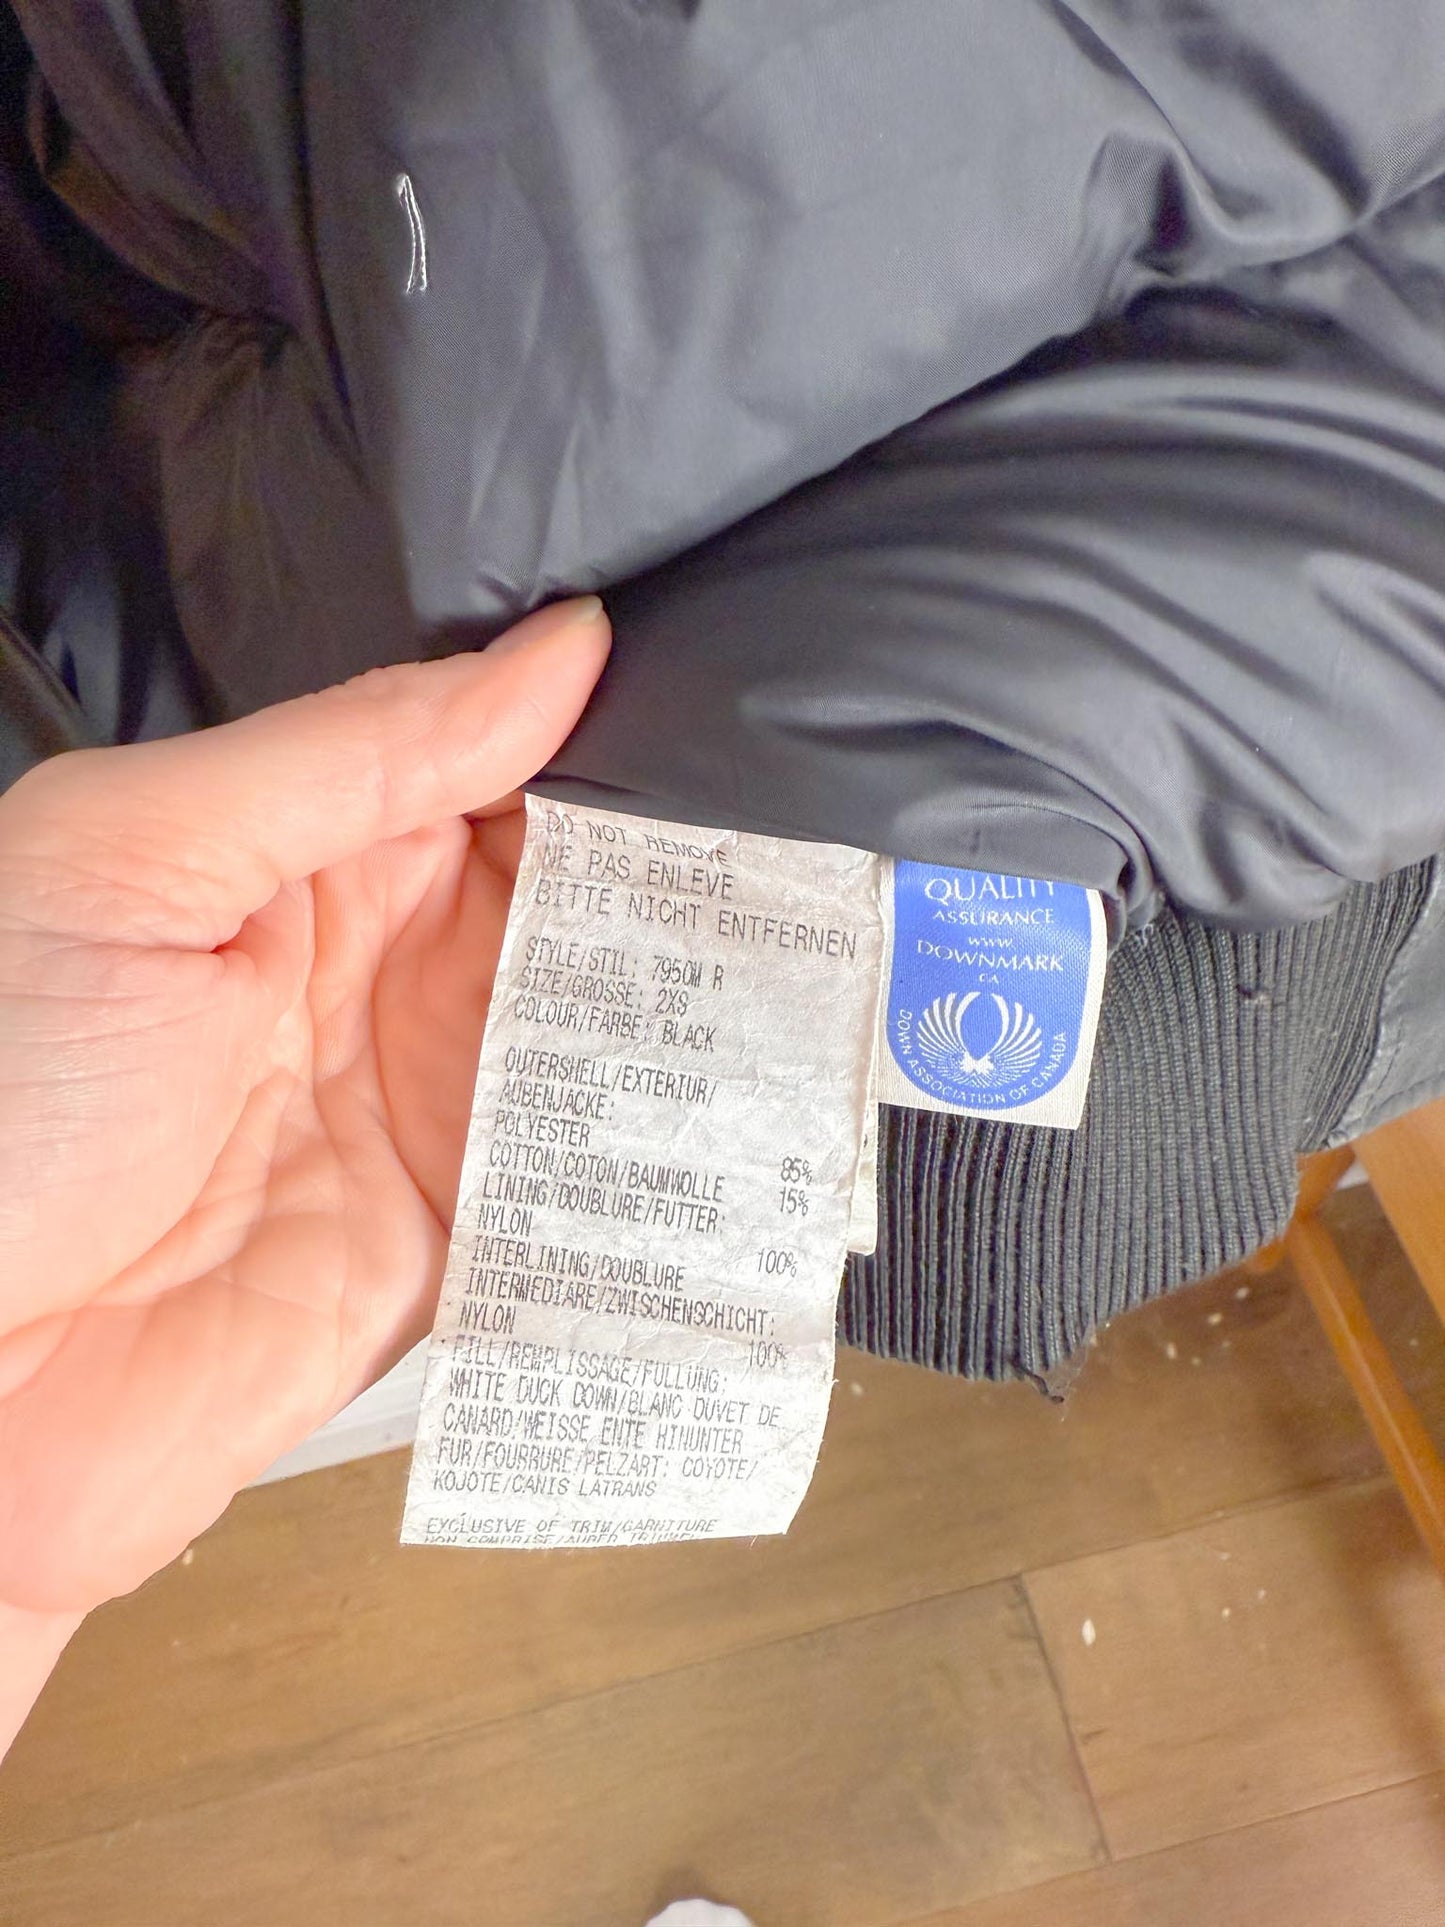 DO NOT REMOVE
NE PAS ENLEVE
BITTE NICHT ENTFERNEN
STYLE/STIL: 7950M R
SIZE/GROSSE: 2XS
COLOUR/FARBE: BLACK
OUTERSHELL/EXTERIUR/
AUBENJACKE:
POLYESTER 85%
COTTON/COTON/BAUMWOLLE 15%
LINING/DOUBLURE/FUTTER:
NYLON 100%
INTERLINING/DOUBLURE
INTERMEDIARE/ZWISCHENSCHICHT:
NYLON 100%
FILL/REMPLISSAGE/FULLUNG:
WHITE DUCK DOWN/BLANC DUVET DE
CANARD/WEISSE ENTE HINUNTER
FUR/FOURRURE/PELZART: COYOTE/
KOJOTE/CANIS LATRANS
EXCLUSIVE OF TRIM/GARNITURE
NON COMPRISE/AUBER
QUALITY
ASSURANCE
www.
DOWNMARK
.CA
DOWN ASSOCIATION OF CANADA